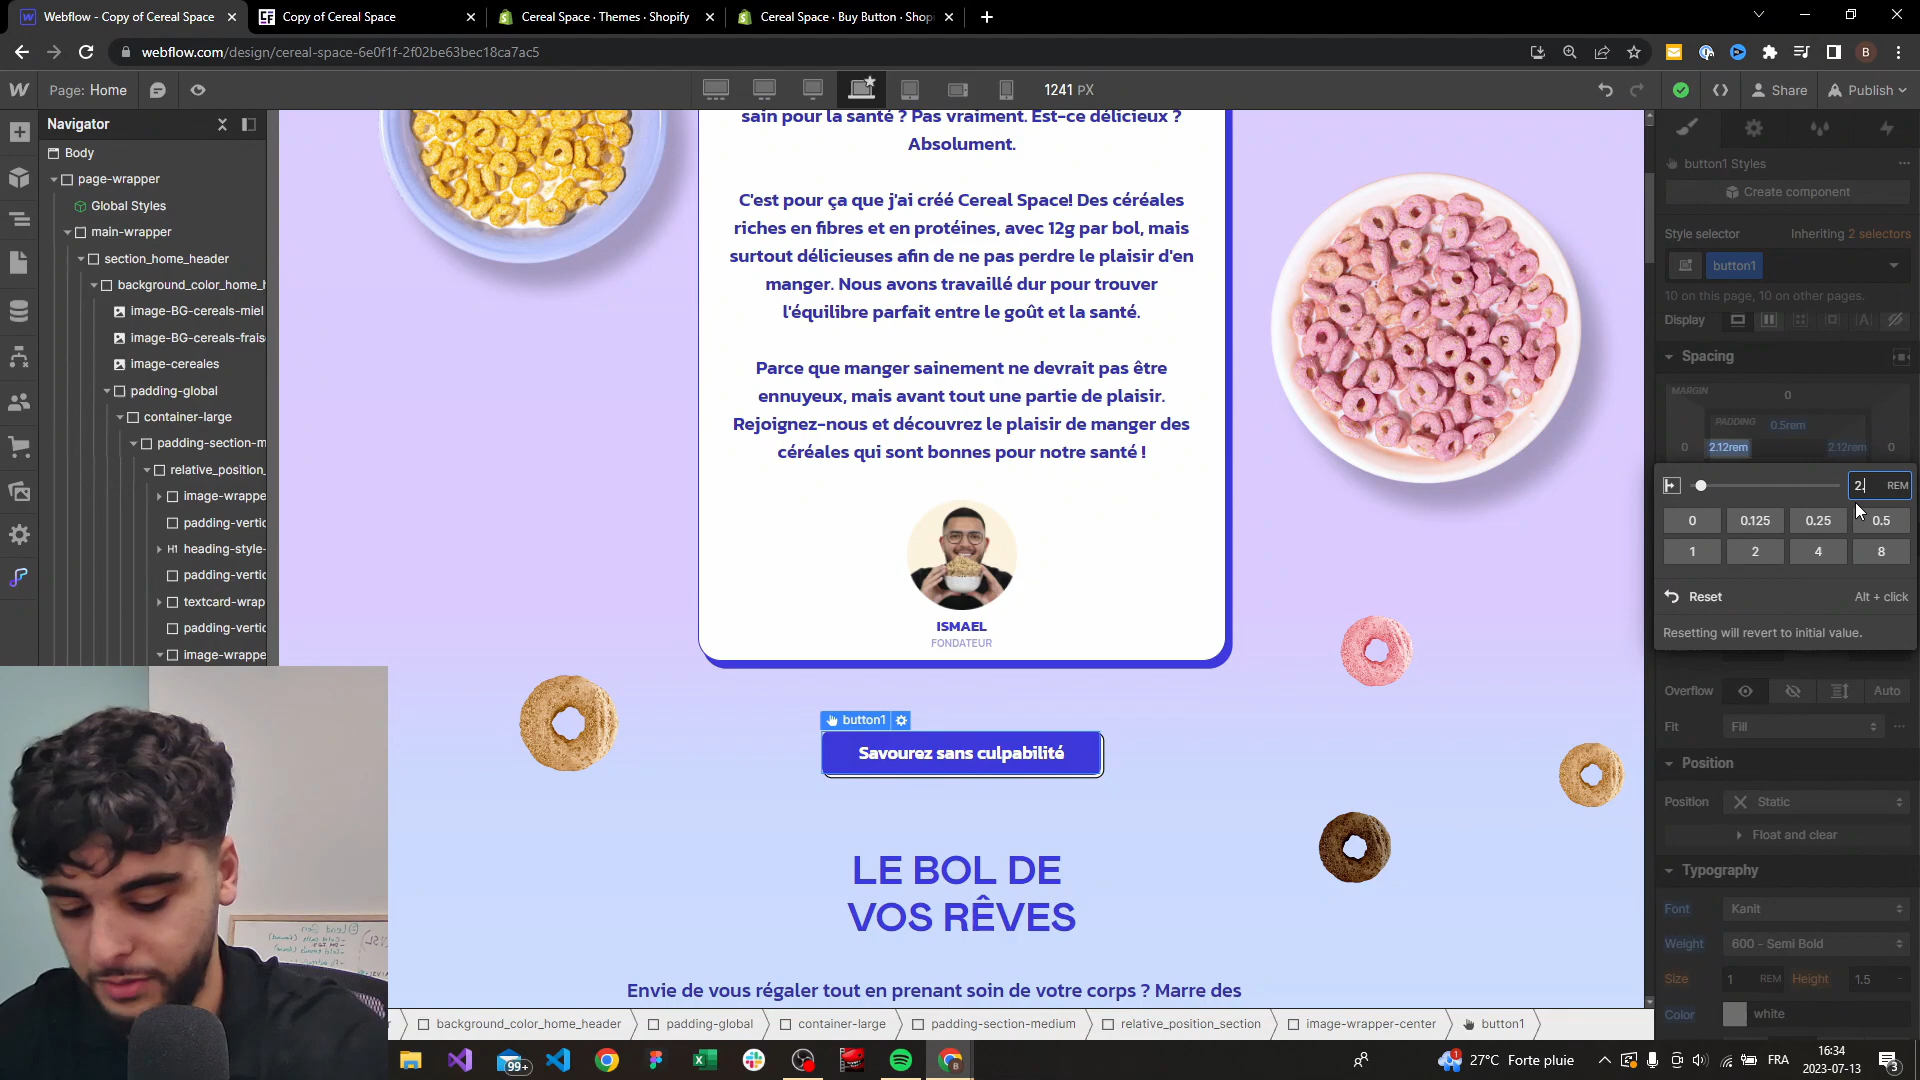 Webflow - Copy of Cereal Space
Copy of Cereal Space
Cereal Space · Themes · Shopify
Cereal Space · Buy Button · Shopi
webflow.com/design/cereal-space-6e0f1f-2f02be63bec18ca7ac5
B
Page: Home
1241 PX
Share
Publish
Navigator
Body
page-wrapper
Global Styles
main-wrapper
section_home_header
background_color_home_h
image-BG-cereals-miel
image-BG-cereals-frais
image-cereales
padding-global
container-large
padding-section-m
relative_position_
image-wrappe
padding-vertic
H1 heading-style-
padding-vertic
textcard-wrap
padding-vertic
image-wrappe
sain pour la santé ? Pas vraiment. Est-ce délicieux ?
Absolument.
C'est pour ça que j'ai créé Cereal Space! Des céréales
riches en fibres et en protéines, avec 12g par bol, mais
surtout délicieuses afin de ne pas perdre le plaisir d'en
manger. Nous avons travaillé dur pour trouver
l'équilibre parfait entre le goût et la santé.
Parce que manger sainement ne devrait pas être
ennuyeux, mais avant tout une partie de plaisir.
Rejoignez-nous et découvrez le plaisir de manger des
céréales qui sont bonnes pour notre santé !
ISMAEL
FONDATEUR
button1
Savourez sans culpabilité
LE BOL DE
VOS RÊVES
Envie de vous régaler tout en prenant soin de votre corps ? Marre des
background_color_home_header
padding-global
container-large
padding-section-medium
relative_position_section
image-wrapper-center
button1
button1 Styles
Create component
Style selector
Inheriting 2 selectors
button1
10 on this page, 10 on other pages.
Display
Spacing
MARGIN
0
PADDING
0.5rem
0
2.12rem
2.12rem
0
2. REM
0
0.125
0.25
0.5
1
2
4
8
Reset
Alt + click
Resetting will revert to initial value.
Overflow
Auto
Fit
Fill
Position
Position
Static
Float and clear
Typography
Font
Kanit
Weight
600 - Semi Bold
Size
1 REM
Height
1.5 -
Color
white
99+
27°C Forte pluie
FRA
16:34
2023-07-13
3